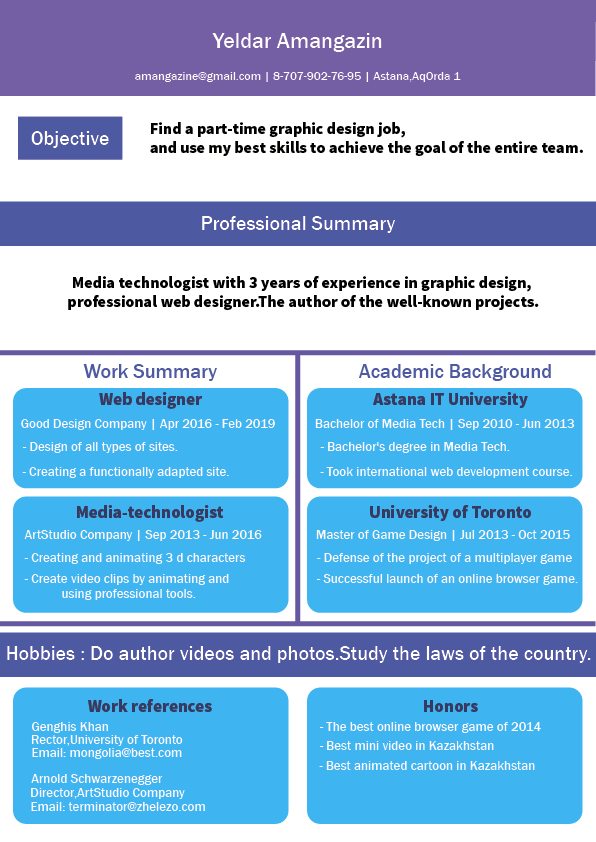 Yeldar Amangazin
amangazine@gmail.com | 8-707-902-76-95 | Astana,AqOrda 1
Objective
Find a part-time graphic design job,
and use my best skills to achieve the goal of the entire team.
Professional Summary
Media technologist with 3 years of experience in graphic design,
professional web designer.The author of the well-known projects.
Work Summary
Web designer
Good Design Company | Apr 2016 - Feb 2019
- Design of all types of sites.
- Creating a functionally adapted site.
Media-technologist
ArtStudio Company | Sep 2013 - Jun 2016
- Creating and animating 3 d characters
- Create video clips by animating and
using professional tools.
Academic Background
Astana IT University
Bachelor of Media Tech | Sep 2010 - Jun 2013
- Bachelor's degree in Media Tech.
- Took international web development course.
University of Toronto
Master of Game Design | Jul 2013 - Oct 2015
- Defense of the project of a multiplayer game
- Successful launch of an online browser game.
Hobbies : Do author videos and photos.Study the laws of the country.
Work references
Genghis Khan
Rector,University of Toronto
Email: mongolia@best.com
Arnold Schwarzenegger
Director,ArtStudio Company
Email: terminator@zhelezo.com
Honors
- The best online browser game of 2014
- Best mini video in Kazakhstan
- Best animated cartoon in Kazakhstan